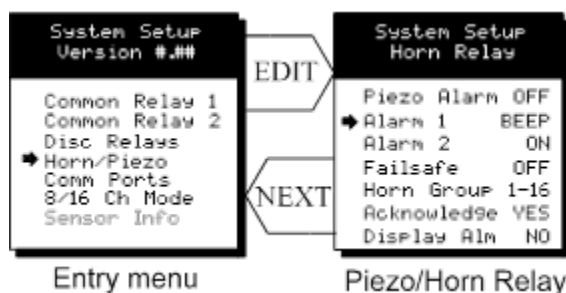 System Setup
Version #.##
Common Relay 1
Common Relay 2
Disc Relays
Horn/Piezo
Comm Ports
8/16 Ch Mode
Sensor Info
Entry menu
EDIT
NEXT
System Setup
Horn Relay
Piezo Alarm OFF
Alarm 1 BEEP
Alarm 2 ON
Failsafe OFF
Horn Group 1-16
Acknowledge YES
Display Alm NO
Piezo/Horn Relay